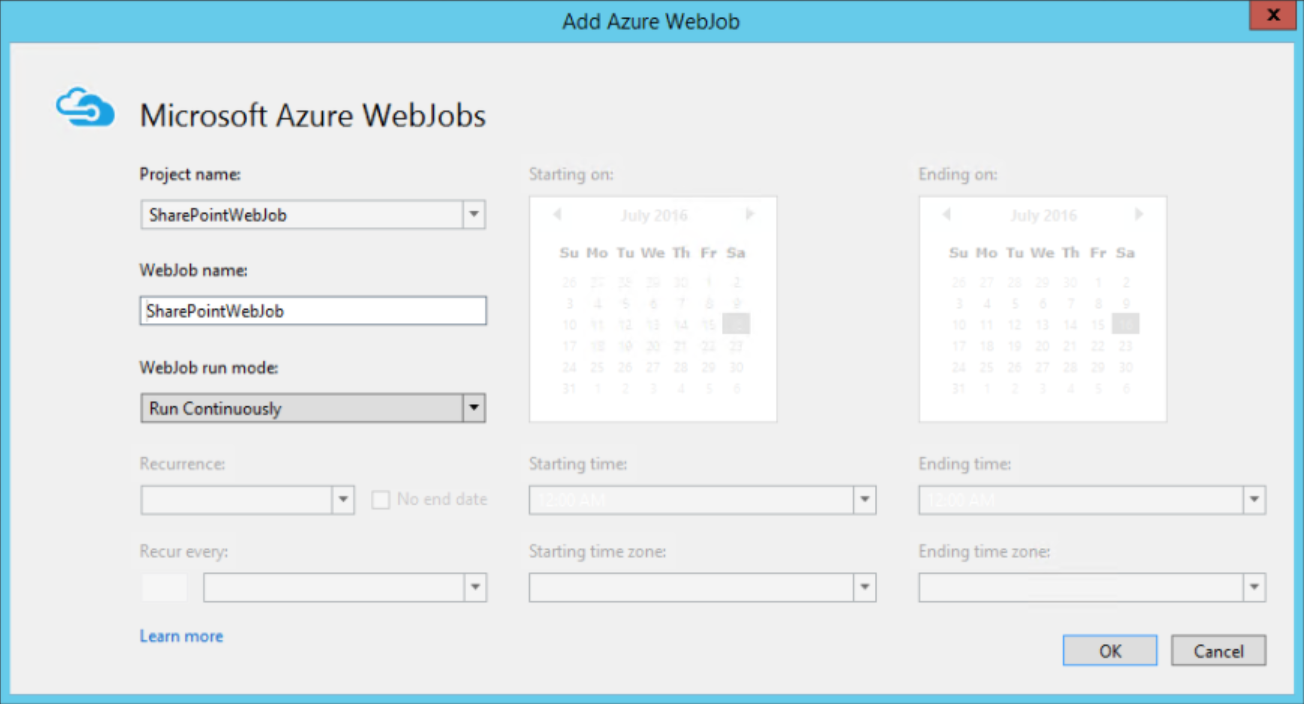 Add Azure WebJob
x
Microsoft Azure WebJobs
Project name:
SharePointWebJob
WebJob name:
SharePointWebJob
WebJob run mode:
Run Continuously
Recurrence:
No end date
Recur every:
Learn more
Starting on:
July 2016
Su Mo Tu We Th Fr Sa
26 27 28 29 30 1 2
3 4 5 6 7 8 9
10 11 12 13 14 15 16
17 18 19 20 21 22 23
24 25 26 27 28 29 30
31 1 2 3 4 5 6
Starting time:
12:00 AM
Starting time zone:
Ending on:
July 2016
Su Mo Tu We Th Fr Sa
26 27 28 29 30 1 2
3 4 5 6 7 8 9
10 11 12 13 14 15 16
17 18 19 20 21 22 23
24 25 26 27 28 29 30
31 1 2 3 4 5 6
Ending time:
12:00 AM
Ending time zone:
OK
Cancel